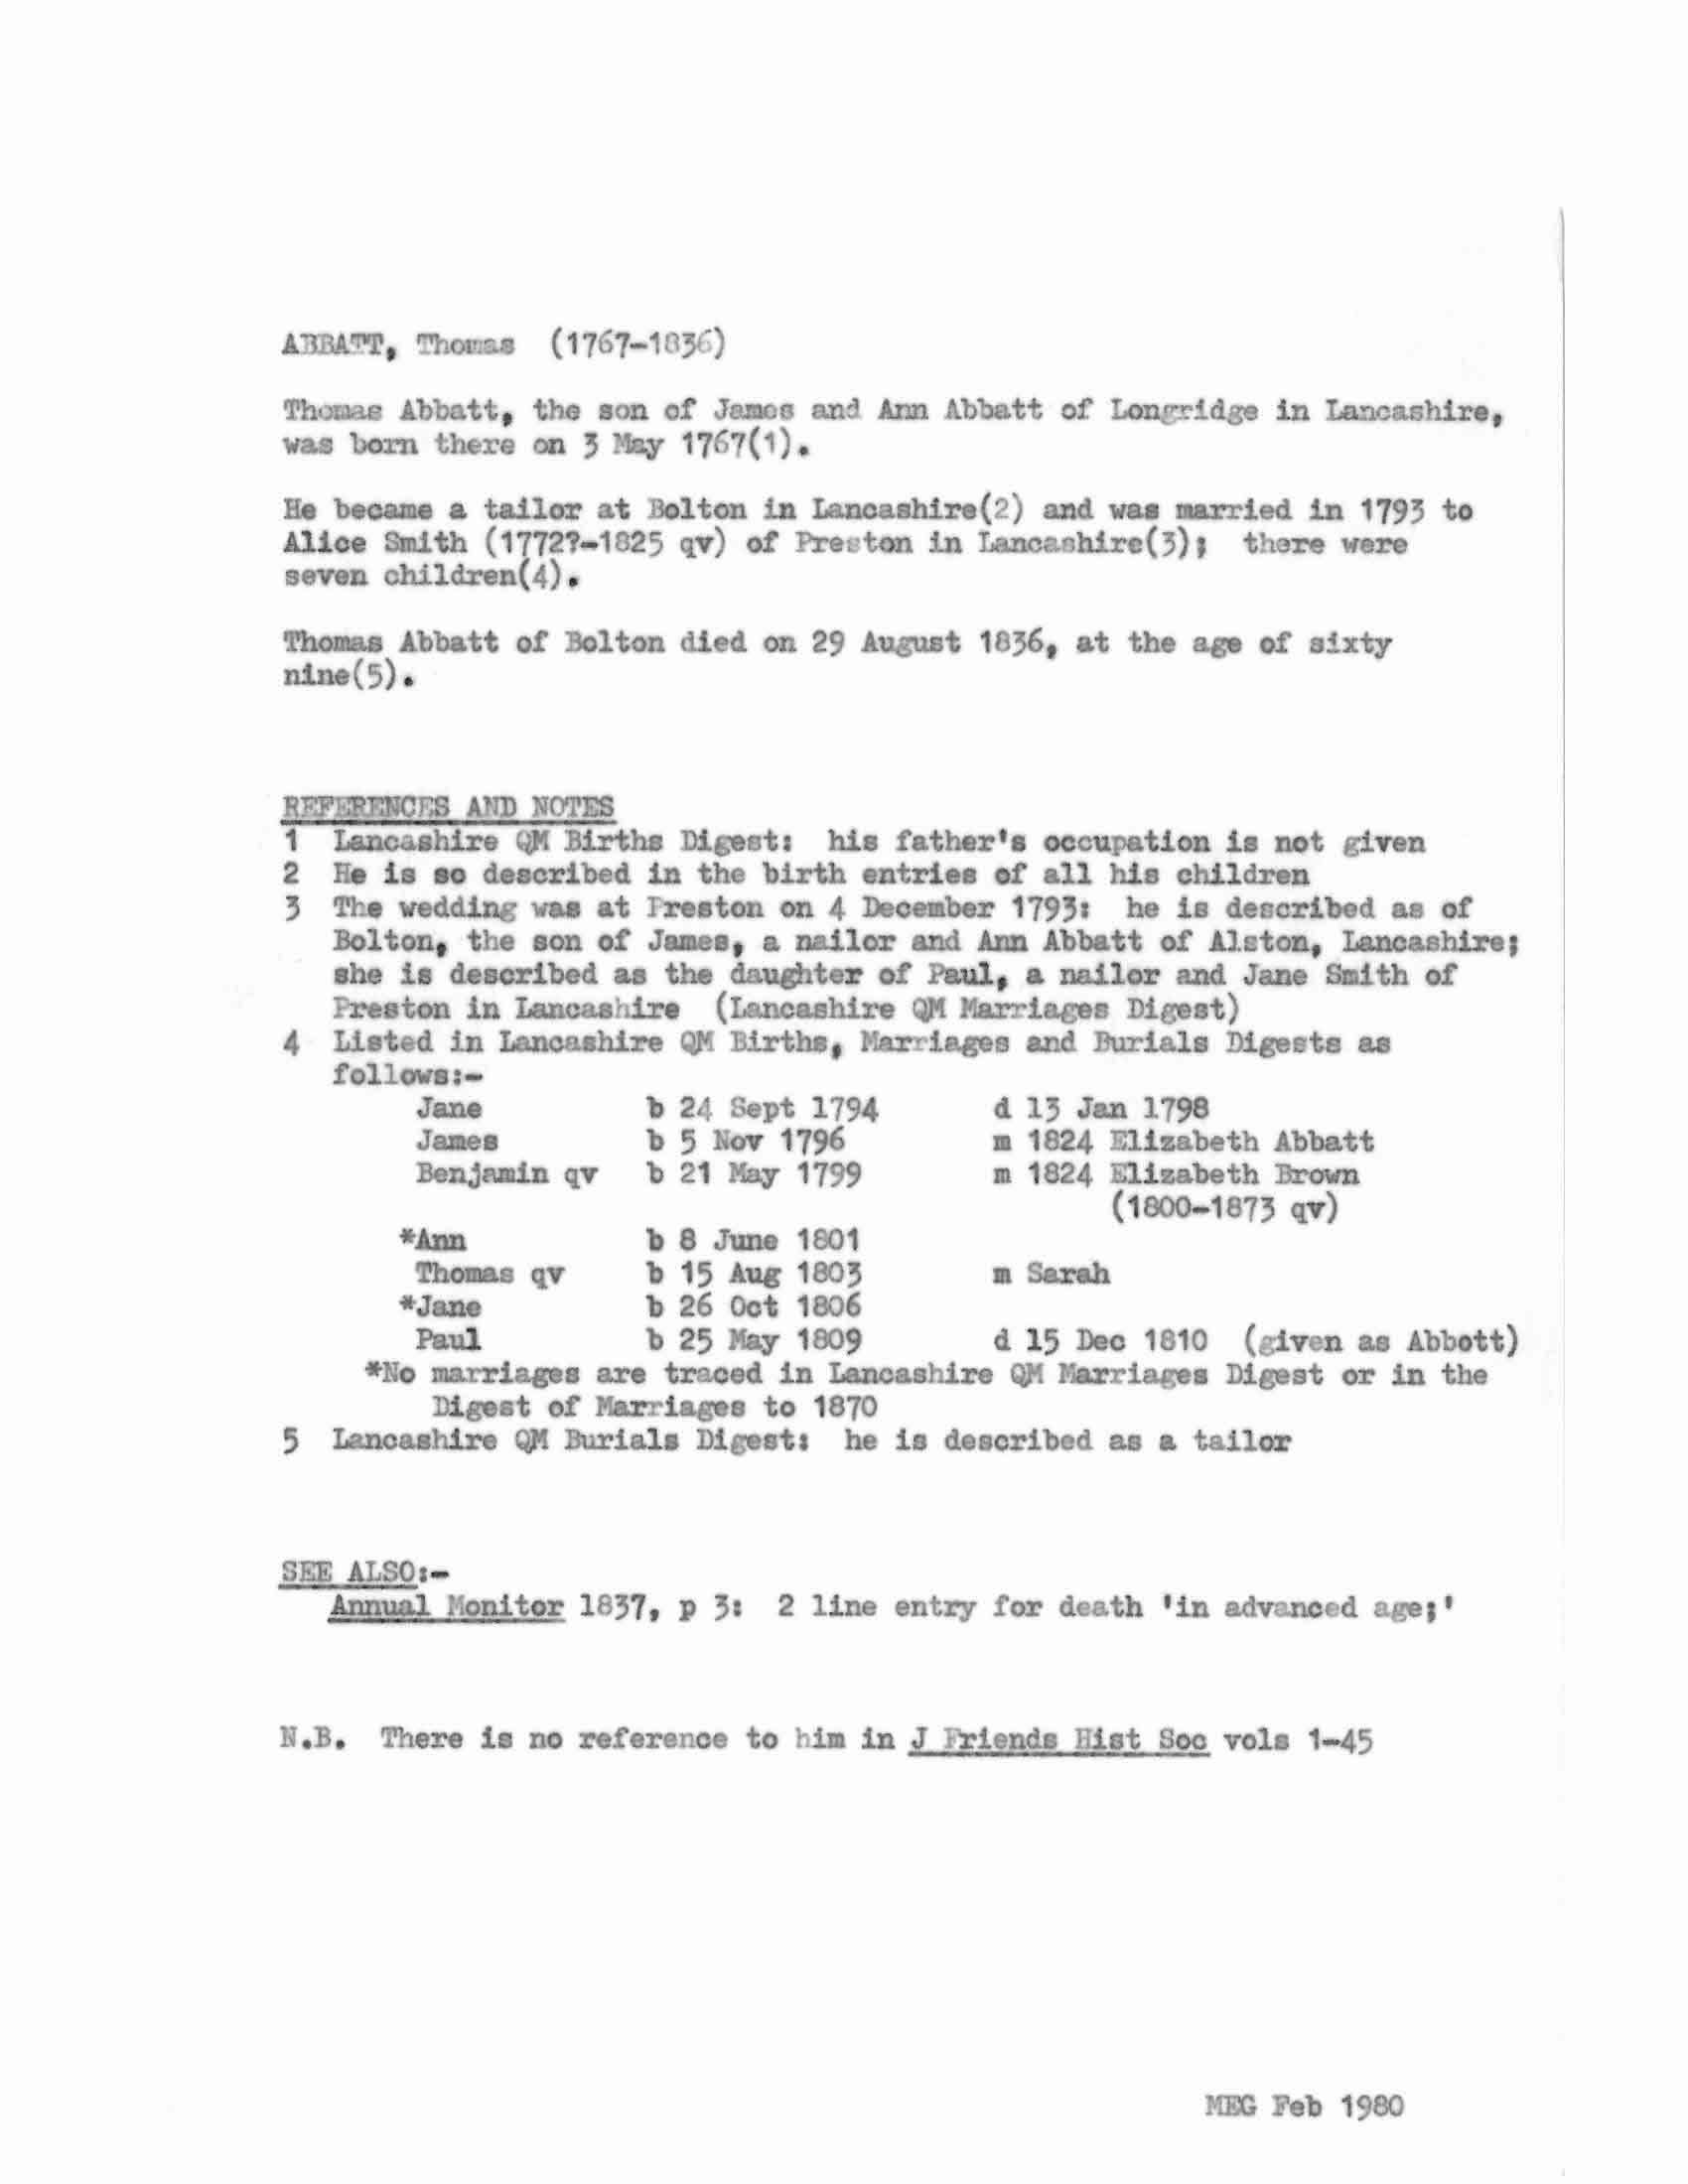 ABBATT, Thomas (1767-1836)
Thomas Abbatt, the son of James and Ann Abbatt of Longridge in Lancashire,
was born there on 3 May 1767(1).
He became a tailor at Bolton in Lancashire(2) and was married in 1793 to
Alice Smith (1772?-1825 qv) of Preston in Lancashire(3); there were
seven children(4).
Thomas Abbatt of Bolton died on 29 August 1836, at the age of sixty
nine(5).
REFERENCES AND NOTES
1 Lancashire QM Births Digest: his father's occupation is not given
2 He is so described in the birth entries of all his children
3 The wedding was at Preston on 4 December 1793: he is described as of
Bolton, the son of James, a nailor and Ann Abbatt of Alston, Lancashire;
she is described as the daughter of Paul, a nailor and Jane Smith of
Preston in Lancashire (Lancashire QM Marriages Digest)
4 Listed in Lancashire QM Births, Marriages and Burials Digests as
follows:-
Jane b 24 Sept 1794 d 13 Jan 1798
James b 5 Nov 1796 m 1824 Elizabeth Abbatt
Benjamin qv b 21 May 1799 m 1824 Elizabeth Brown
(1800-1873 qv)
*Ann b 8 June 1801
Thomas qv b 15 Aug 1803 m Sarah
*Jane b 26 Oct 1806
Paul b 25 May 1809 d 15 Dec 1810 (given as Abbott)
*No marriages are traced in Lancashire QM Marriages Digest or in the
Digest of Marriages to 1870
5 Lancashire QM Burials Digest: he is described as a tailor
SEE ALSO:-
Annual Monitor 1837, p 3: 2 line entry for death 'in advanced age;'
N.B. There is no reference to him in J Friends Hist Soc vols 1-45
MEG Feb 1980